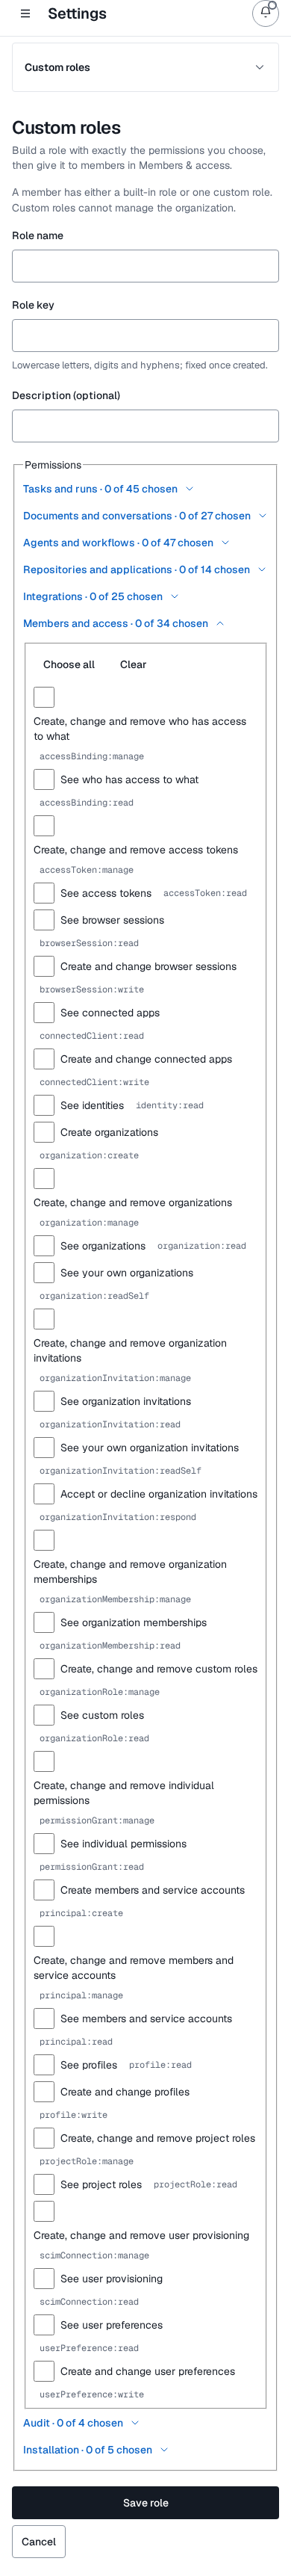 Settings
Custom roles
Custom roles
Build a role with exactly the permissions you choose,
then give it to members in Members & access.
A member has either a built-in role or one custom role.
Custom roles cannot manage the organization.
Role name
Role key
Lowercase letters, digits and hyphens; fixed once created.
Description (optional)
Permissions
Tasks and runs · 0 of 45 chosen
Documents and conversations · 0 of 27 chosen
Agents and workflows · 0 of 47 chosen
Repositories and applications · 0 of 14 chosen
Integrations · 0 of 25 chosen
Members and access · 0 of 34 chosen
Choose all Clear
Create, change and remove who has access
to what
accessBinding:manage
See who has access to what
accessBinding:read
Create, change and remove access tokens
accessToken:manage
See access tokens accessToken:read
See browser sessions
browserSession:read
Create and change browser sessions
browserSession:write
See connected apps
connectedClient:read
Create and change connected apps
connectedClient:write
See identities identity:read
Create organizations
organization:create
Create, change and remove organizations
organization:manage
See organizations organization:read
See your own organizations
organization:readSelf
Create, change and remove organization
invitations
organizationInvitation:manage
See organization invitations
organizationInvitation:read
See your own organization invitations
organizationInvitation:readSelf
Accept or decline organization invitations
organizationInvitation:respond
Create, change and remove organization
memberships
organizationMembership:manage
See organization memberships
organizationMembership:read
Create, change and remove custom roles
organizationRole:manage
See custom roles
organizationRole:read
Create, change and remove individual
permissions
permissionGrant:manage
See individual permissions
permissionGrant:read
Create members and service accounts
principal:create
Create, change and remove members and
service accounts
principal:manage
See members and service accounts
principal:read
See profiles profile:read
Create and change profiles
profile:write
Create, change and remove project roles
projectRole:manage
See project roles projectRole:read
Create, change and remove user provisioning
scimConnection:manage
See user provisioning
scimConnection:read
See user preferences
userPreference:read
Create and change user preferences
userPreference:write
Audit · 0 of 4 chosen
Installation · 0 of 5 chosen
Save role
Cancel